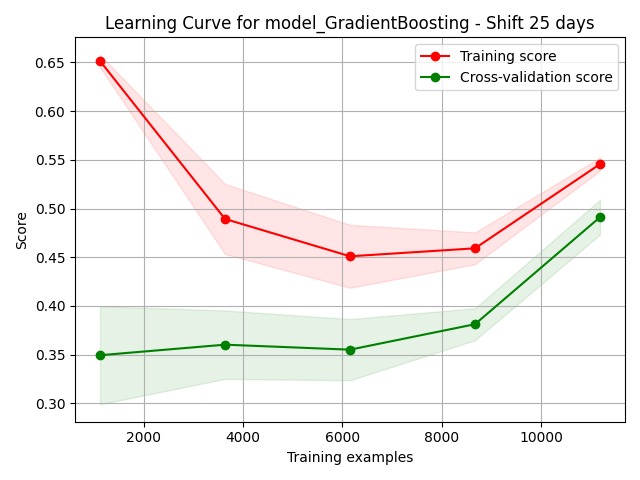 Learning Curve for model_GradientBoosting - Shift 25 days
Training score
Cross-validation score
Score
0.65
0.60
0.55
0.50
0.45
0.40
0.35
0.30
2000 4000 6000 8000 10000
Training examples